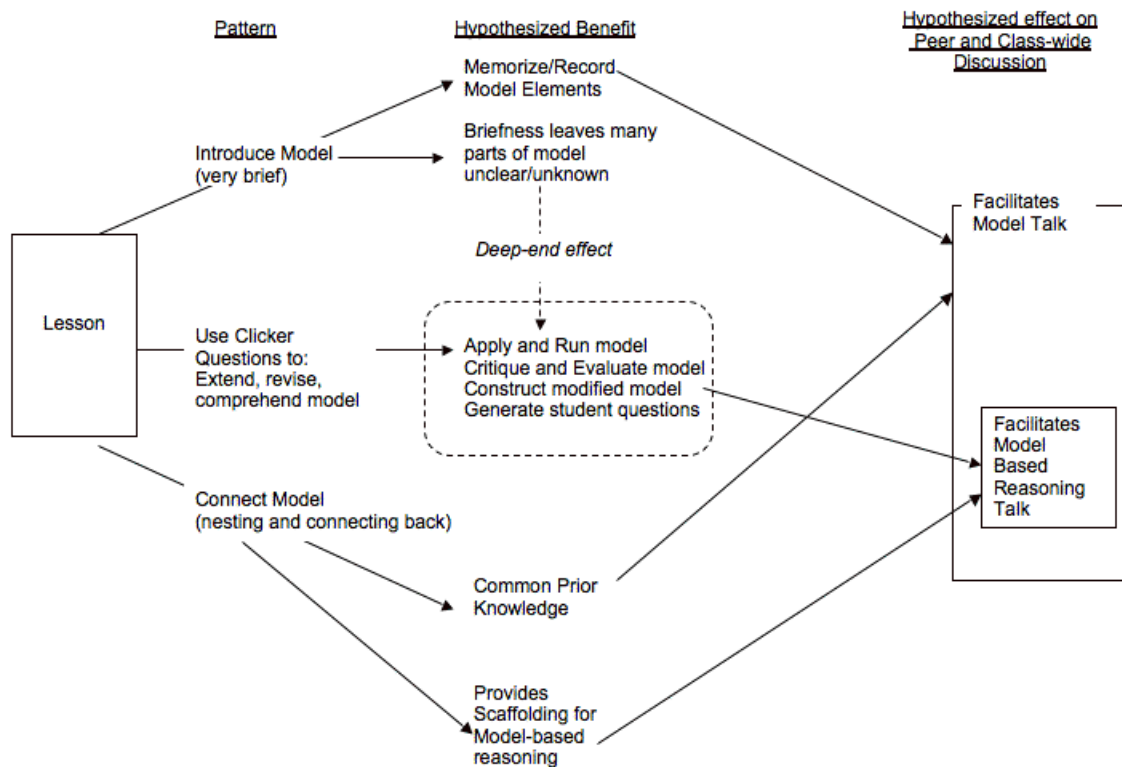 Pattern
Hypothesized Benefit
Hypothesized effect on
Peer and Class-wide
Discussion
Memorize/Record
Model Elements
Briefness leaves many
parts of model
unclear/unknown
Introduce Model
(very brief)
Deep-end effect
Facilitates
Model Talk
Lesson
Use Clicker
Questions to:
Extend, revise,
comprehend model
Apply and Run model
Critique and Evaluate model
Construct modified model
Generate student questions
Facilitates
Model
Based
Reasoning
Talk
Connect Model
(nesting and connecting back)
Common Prior
Knowledge
Provides
Scaffolding for
Model-based
reasoning